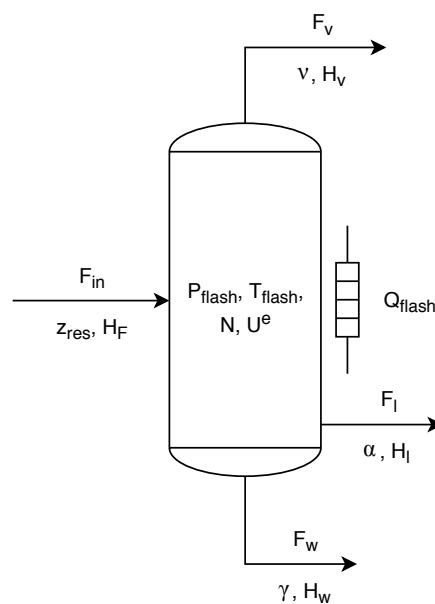 F_v
ν, H_v
F_in
z_res, H_F
P_flash, T_flash,
N, U^e
Q_flash
F_l
α, H_l
F_w
γ, H_w